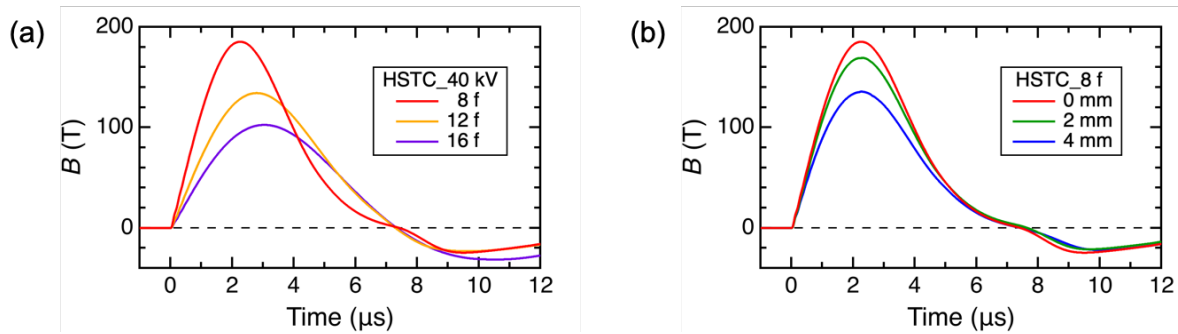 (a)
200
100
0
B (T)
HSTC_40 kV
8 f
12 f
16 f
0 2 4 6 8 10 12
Time (µs)
(b)
200
100
0
B (T)
HSTC_8 f
0 mm
2 mm
4 mm
0 2 4 6 8 10 12
Time (µs)